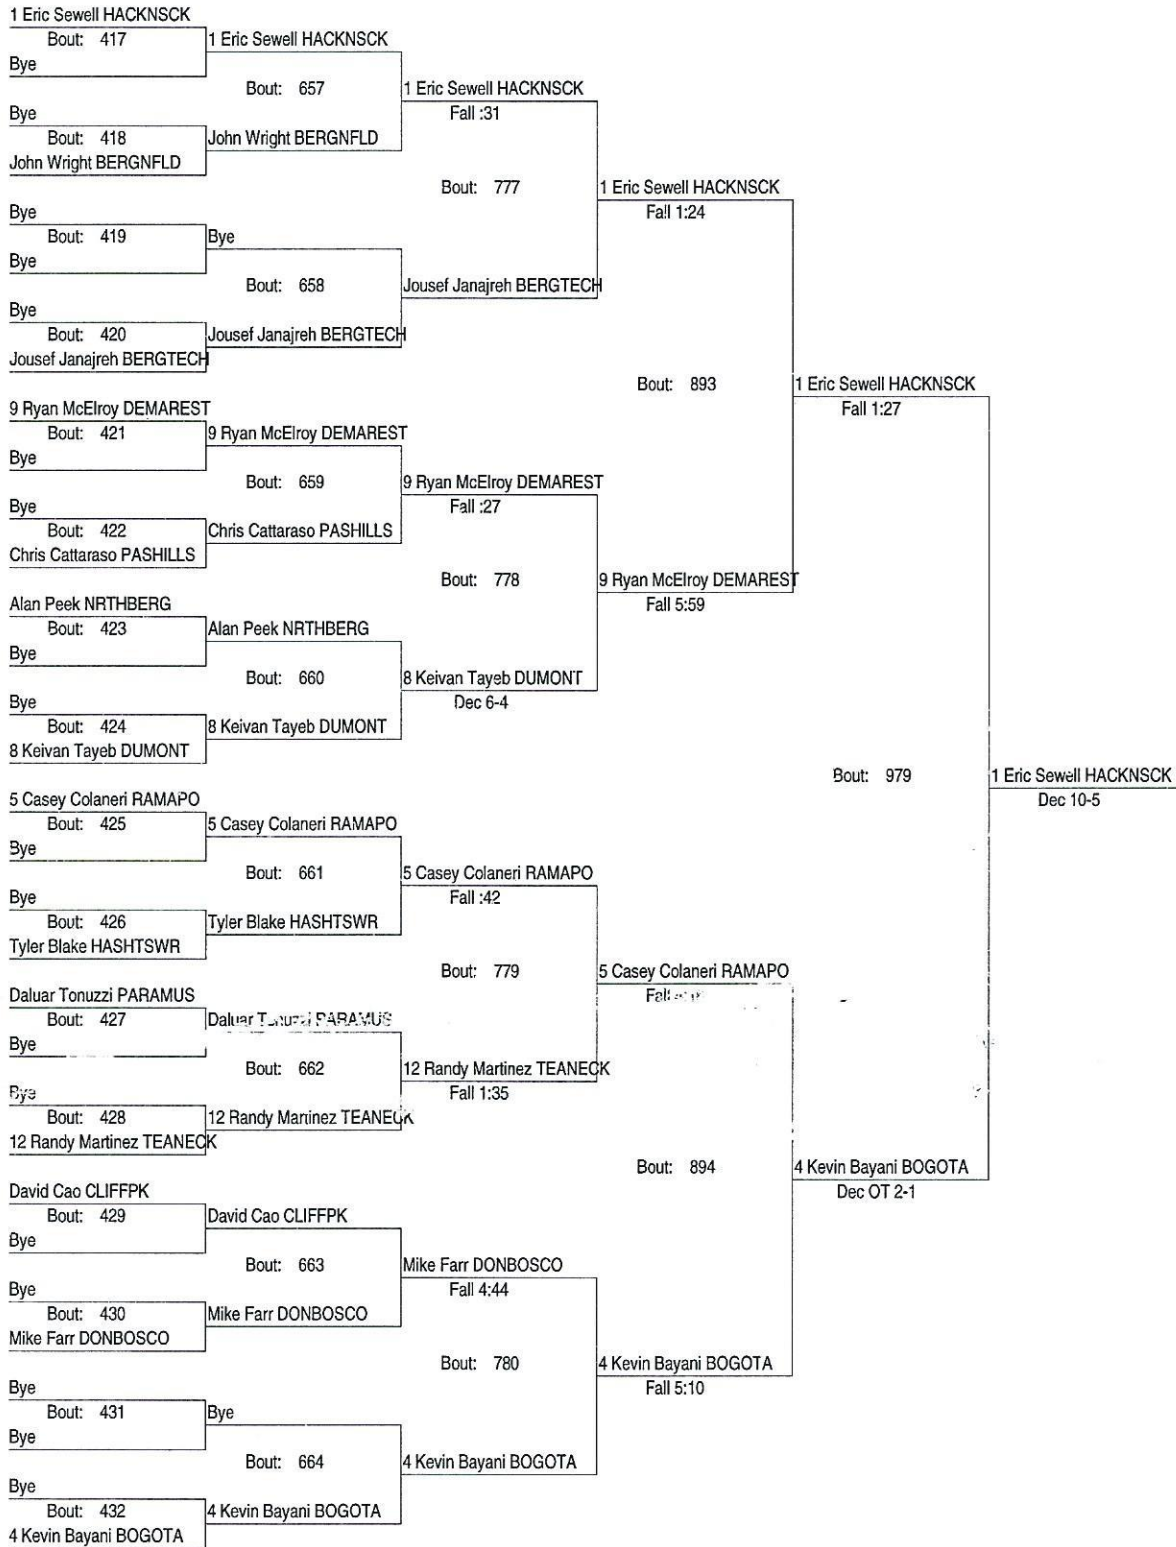 1 Eric Sewell HACKNSCK
Bout: 417
Bye
Bye
Bout: 418
John Wright BERGNFLD
Bye
Bout: 419
Bye
Bye
Bout: 420
Jousef Janajreh BERGTECH
9 Ryan McElroy DEMAREST
Bout: 421
Bye
Bye
Bout: 422
Chris Cattaraso PASHILLS
Alan Peek NRTHBERG
Bout: 423
Bye
Bye
Bout: 424
8 Keivan Tayeb DUMONT
5 Casey Colaneri RAMAPO
Bout: 425
Bye
Bye
Bout: 426
Tyler Blake HASHTSWR
Daluar Tonuzzi PARAMUS
Bout: 427
Bye
Bye
Bout: 428
12 Randy Martinez TEANECK
David Cao CLIFFPK
Bout: 429
Bye
Bye
Bout: 430
Mike Farr DONBOSCO
Bye
Bout: 431
Bye
Bye
Bout: 432
4 Kevin Bayani BOGOTA
1 Eric Sewell HACKNSCK
Bout: 657
John Wright BERGNFLD
Bye
Bout: 658
Jousef Janajreh BERGTECH
9 Ryan McElroy DEMAREST
Bout: 659
Chris Cattaraso PASHILLS
Alan Peek NRTHBERG
Bout: 660
8 Keivan Tayeb DUMONT
5 Casey Colaneri RAMAPO
Bout: 661
Tyler Blake HASHTSWR
Daluar Tonuzzi PARAMUS
Bout: 662
12 Randy Martinez TEANECK
David Cao CLIFFPK
Bout: 663
Mike Farr DONBOSCO
Bye
Bout: 664
4 Kevin Bayani BOGOTA
1 Eric Sewell HACKNSCK
Fall :31
Bout: 777
Jousef Janajreh BERGTECH
9 Ryan McElroy DEMAREST
Fall :27
Bout: 778
8 Keivan Tayeb DUMONT
Dec 6-4
5 Casey Colaneri RAMAPO
Fall :42
Bout: 779
12 Randy Martinez TEANECK
Fall 1:35
Mike Farr DONBOSCO
Fall 4:44
Bout: 780
4 Kevin Bayani BOGOTA
1 Eric Sewell HACKNSCK
Fall 1:24
Bout: 893
9 Ryan McElroy DEMAREST
Fall 5:59
5 Casey Colaneri RAMAPO
Fall
Bout: 894
4 Kevin Bayani BOGOTA
Fall 5:10
1 Eric Sewell HACKNSCK
Fall 1:27
Bout: 979
4 Kevin Bayani BOGOTA
Dec OT 2-1
1 Eric Sewell HACKNSCK
Dec 10-5